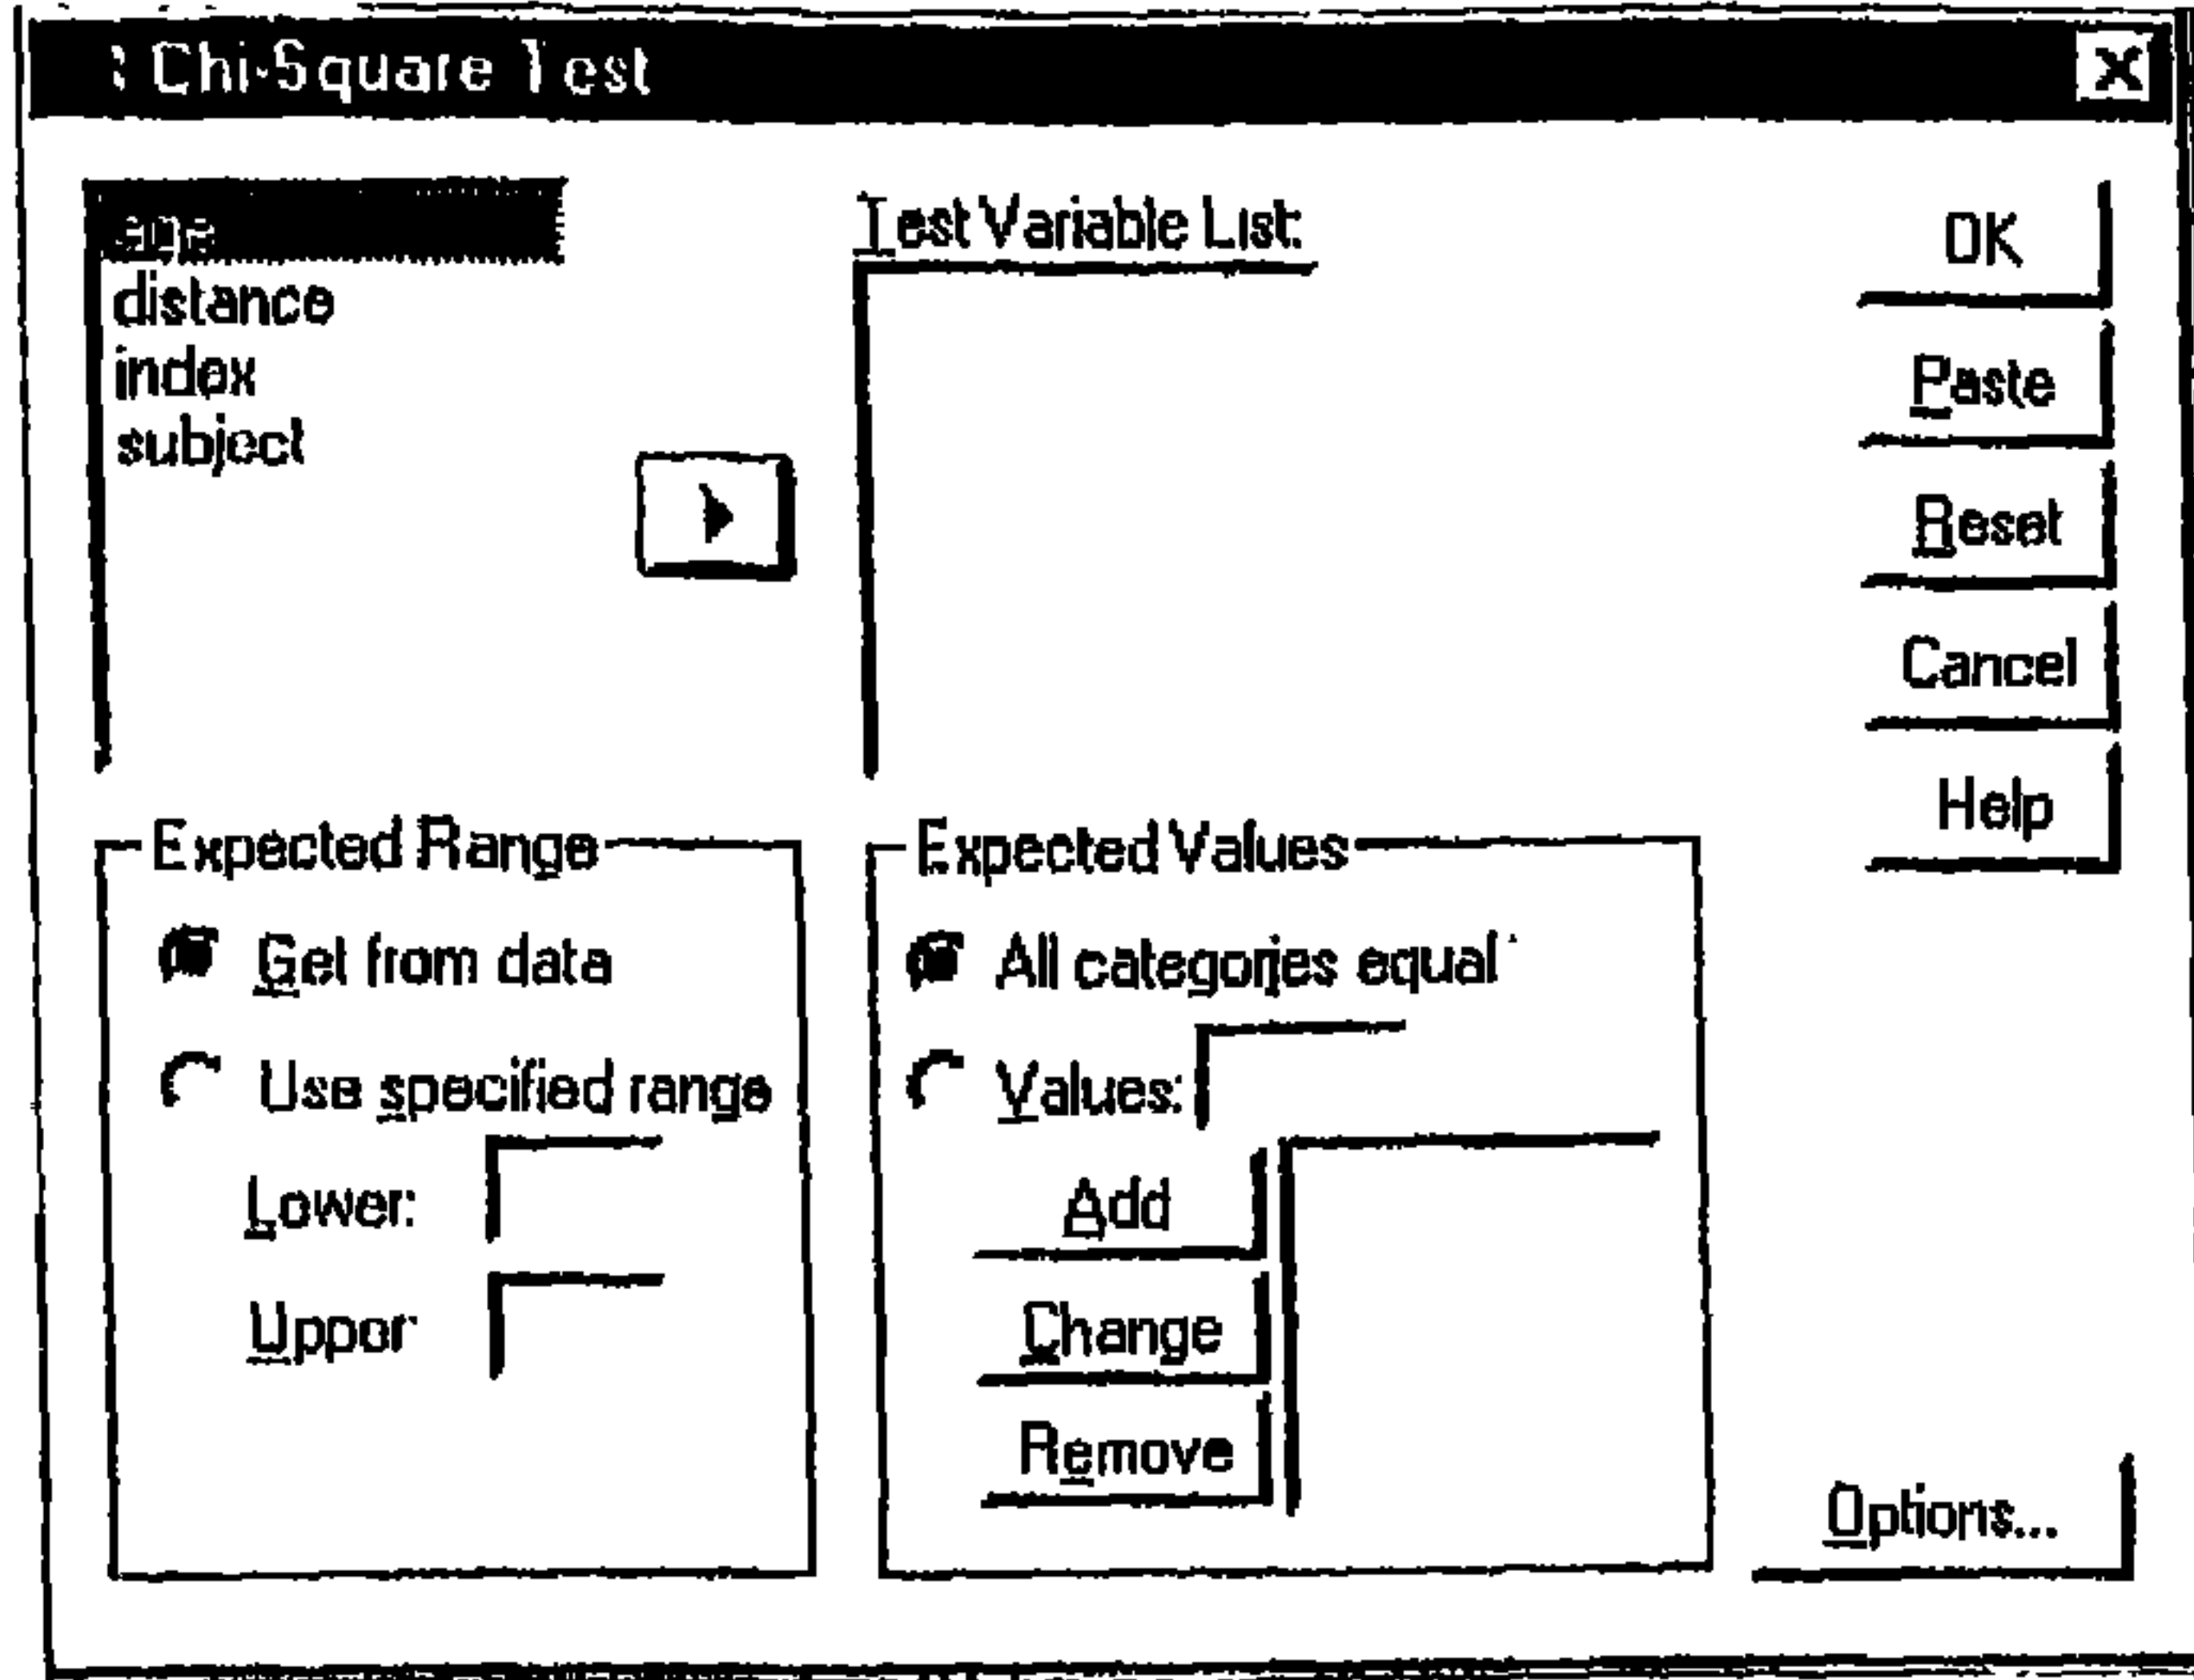 Chi-Square Test
distance
index
subject
Test Variable List:
OK
Paste
Reset
Cancel
Help
Expected Range
Get from data
Use specified range
Lower:
Upper:
Expected Values
All categories equal
Values:
Add
Change
Remove
Options...